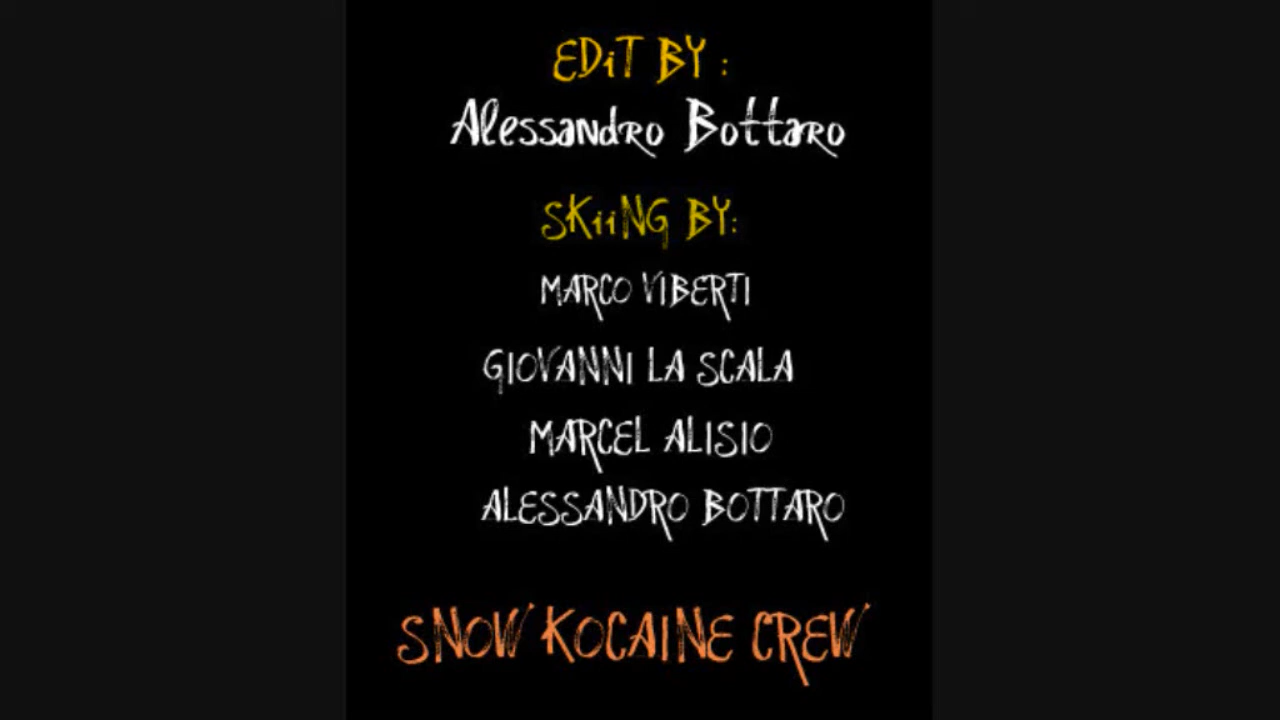 EDiT BY :
Alessandro Bottaro
SKiiNG BY:
MARCO VIBERTI
GIOVANNI LA SCALA
MARCEL ALISIO
ALESSANDRO BOTTARO
SNOW KOCAINE CREW